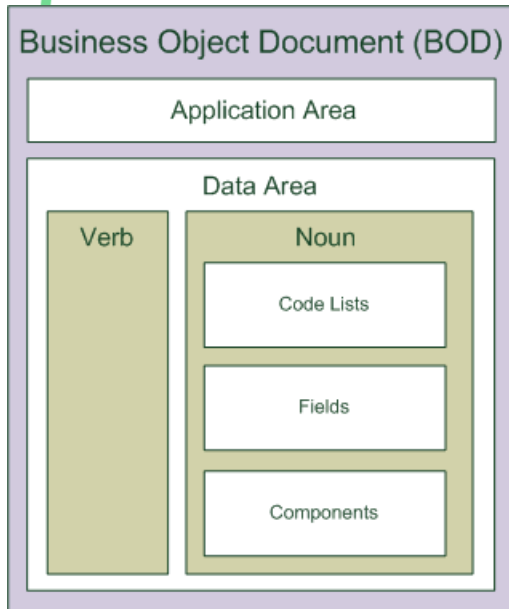 Business Object Document (BOD)
Application Area
Data Area
Verb
Noun
Code Lists
Fields
Components